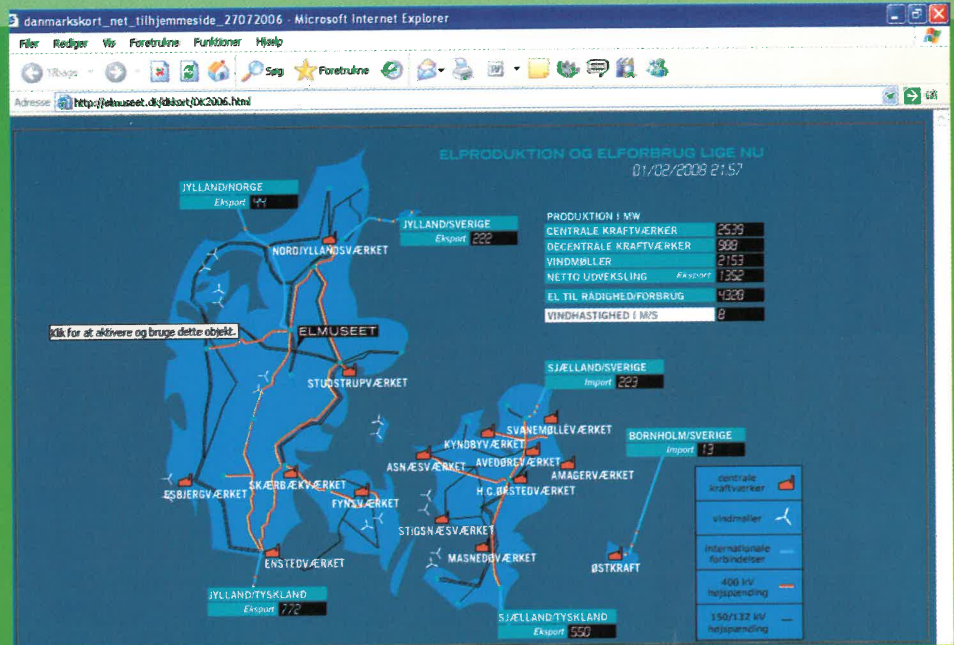 danmarkskort_net_tilhjemmeside_27072006 - Microsoft Internet Explorer
Filer Rediger Vis Foretrukne Funktioner Hjælp
Tilbage Søg Foretrukne
Adresse http://elmuseet.dk/dkkort/DK2006.html Gå
ELPRODUKTION OG ELFORBRUG LIGE NU
01/02/2008 21:57
JYLLAND/NORGE
Eksport 44
JYLLAND/SVERIGE
Eksport 222
NORDJYLLANDSVÆRKET
PRODUKTION I MW
CENTRALE KRAFTVÆRKER 2539
DECENTRALE KRAFTVÆRKER 988
VINDMØLLER 2153
NETTO UDVEKSLING Eksport 1352
EL TIL RÅDIGHED/FORBRUG 4328
VINDHASTIGHED I M/S 8
Klik for at aktivere og bruge dette objekt.
ELMUSEET
STUDSTRUPVÆRKET
SJÆLLAND/SVERIGE
Import 223
SVANEMØLLEVÆRKET
KYNDBYVÆRKET
BORNHOLM/SVERIGE
Import 13
ASNÆSVÆRKET
AVEDØREVÆRKET
AMAGERVÆRKET
H.C.ØRSTEDVÆRKET
ESBJERGVÆRKET
SKÆRBÆKVÆRKET
FYNSVÆRKET
STIGSNÆSVÆRKET
MASNEDØVÆRKET
ENSTEDVÆRKET
ØSTKRAFT
JYLLAND/TYSKLAND
Eksport 772
SJÆLLAND/TYSKLAND
Eksport 550
centrale
kraftværker
vindmøller
internationale
forbindelser
400 kV
højspænding
150/132 kV
højspænding